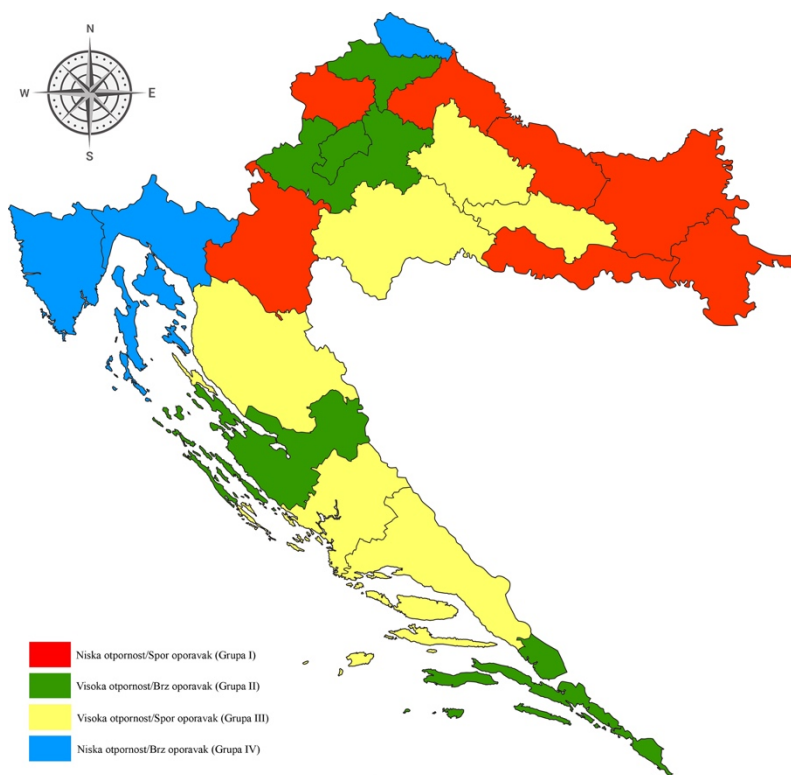 N
W E
S
Niska otpornost/Spor oporavak (Grupa I)
Visoka otpornost/Brz oporavak (Grupa II)
Visoka otpornost/Spor oporavak (Grupa III)
Niska otpornost/Brz oporavak (Grupa IV)